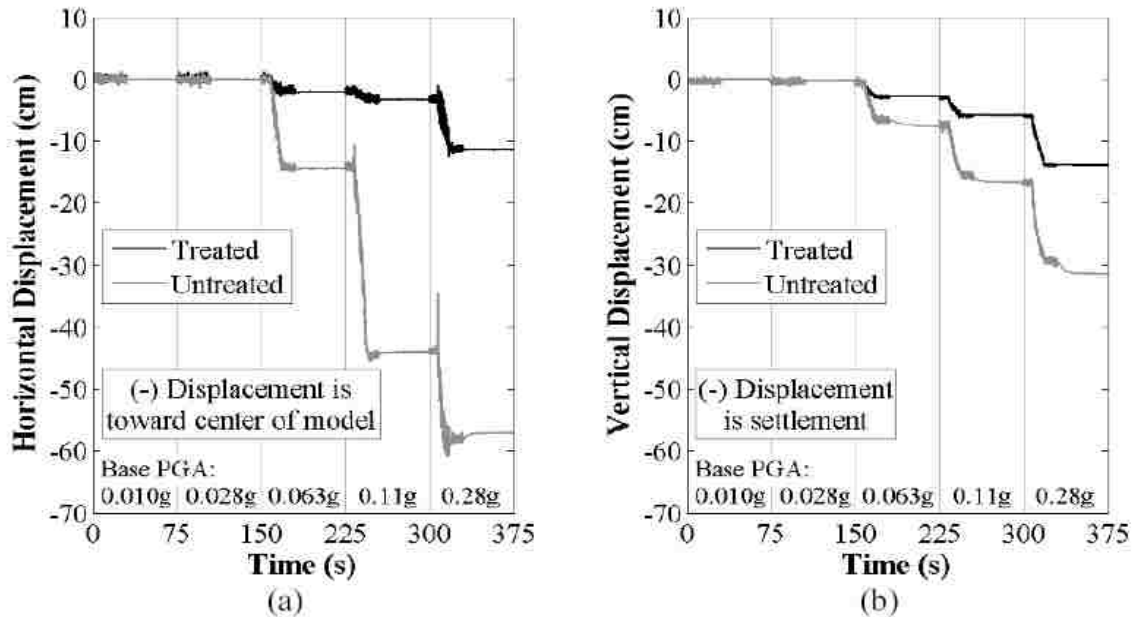 10
0
-10
-20
-30
-40
-50
-60
-70
Horizontal Displacement (cm)
Treated
Untreated
(-) Displacement is
toward center of model
Base PGA:
0.010g 0.028g 0.063g 0.11g 0.28g
0 75 150 225 300 375
Time (s)
(a)
10
0
-10
-20
-30
-40
-50
-60
-70
Vertical Displacement (cm)
Treated
Untreated
(-) Displacement
is settlement
Base PGA:
0.010g 0.028g 0.063g 0.11g 0.28g
0 75 150 225 300 375
Time (s)
(b)